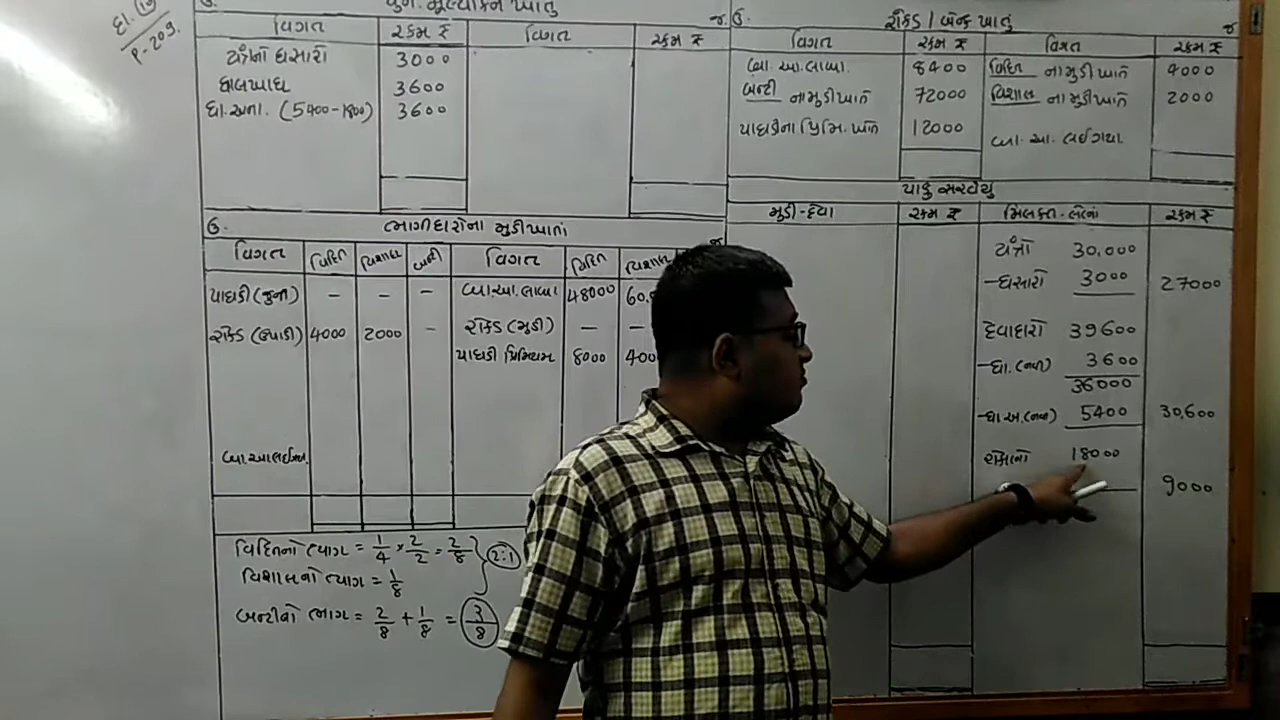 દા. 19
P-209.
ઉ. પુનઃ મૂલ્યાંકન ખાતું જ
વિગત રકમ ₹ વિગત રકમ ₹
યંત્રનો ઘસારો 3000
ઘાલખાધ 3600
ઘા.અના. (5400-1800) 3600
ઉ. રોકડ / બેન્ક ખાતું જ
વિગત રકમ ₹ વિગત રકમ ₹
બા. આ. લાવ્યા. 8400 વિદિત ના મુડી ખાતે 4000
બન્ટી ના મુડી ખાતે 72000 વિશાલ ના મુડી ખાતે 2000
પાઘડીના પ્રિમિ. ખાતે 12000 બા. આ. લઈ ગયા.
ઉ. ભાગીદારોના મુડી ખાતાં જ
વિગત વિદિત વિશાલ બન્ટી વિગત વિદિત વિશાલ
પાઘડી (જુની) - - - બા.આ.લાવ્યા 48000 60,
રોકડ (ઉપાડી) 4000 2000 - રોકડ (મુડી) - -
પાઘડી પ્રિમિયમ 8000 400
બા.આ લઈ ગયા.
વિદિતનો ત્યાગ = 1/4 × 2/2 = 2/8 } 2:1
વિશાલનો ત્યાગ = 1/8
બન્ટીનો ભાગ = 2/8 + 1/8 = 3/8
પાકું સરવૈયું
મુડી-દેવા રકમ ₹ મિલકત-લેણાં રકમ ₹
યંત્રો 30,000
-ઘસારો 3000 27000
દેવાદારો 39600
-ઘા.(નવી) 3600
36000
-ઘા.અ.(નવી) 5400 30,600
18000
9000